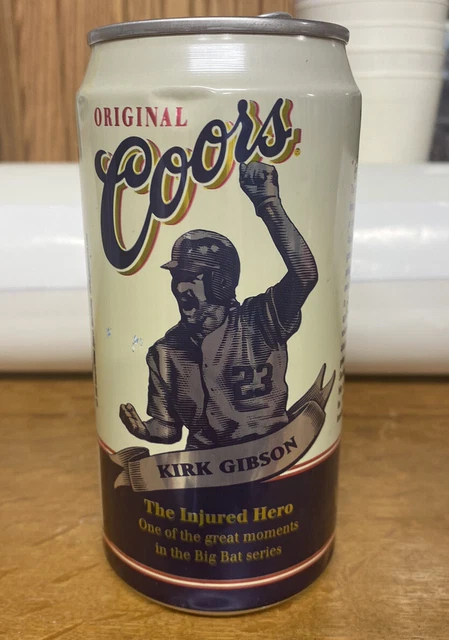 ORIGINAL
Coors
23
KIRK GIBSON
The Injured Hero
One of the great moments
in the Big Bat series